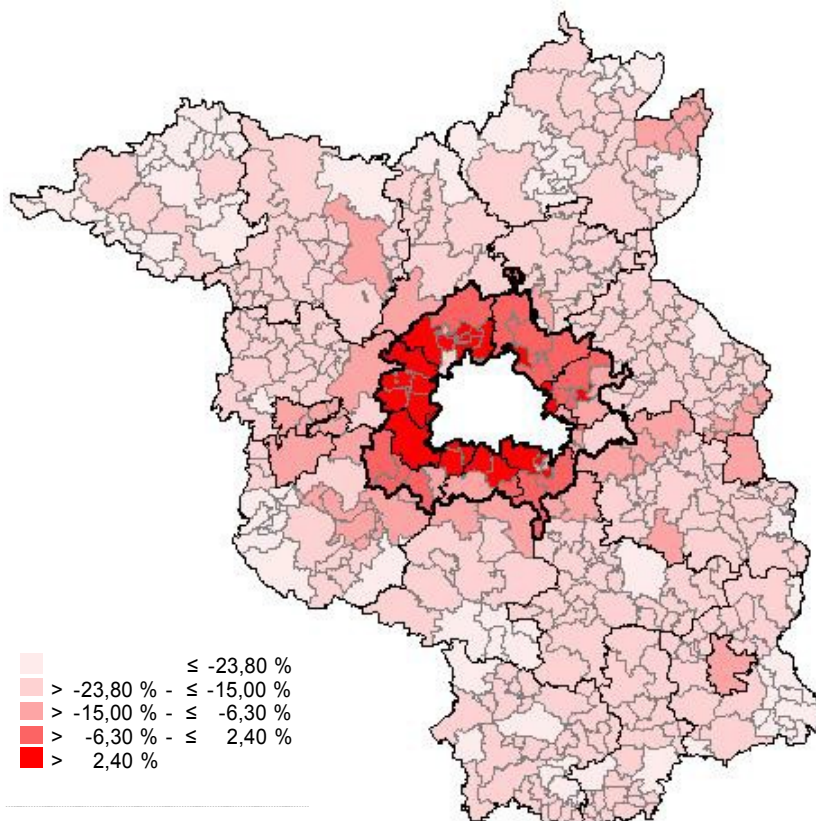 ≤ -23,80 %
> -23,80 % - ≤ -15,00 %
> -15,00 % - ≤ -6,30 %
> -6,30 % - ≤ 2,40 %
> 2,40 %